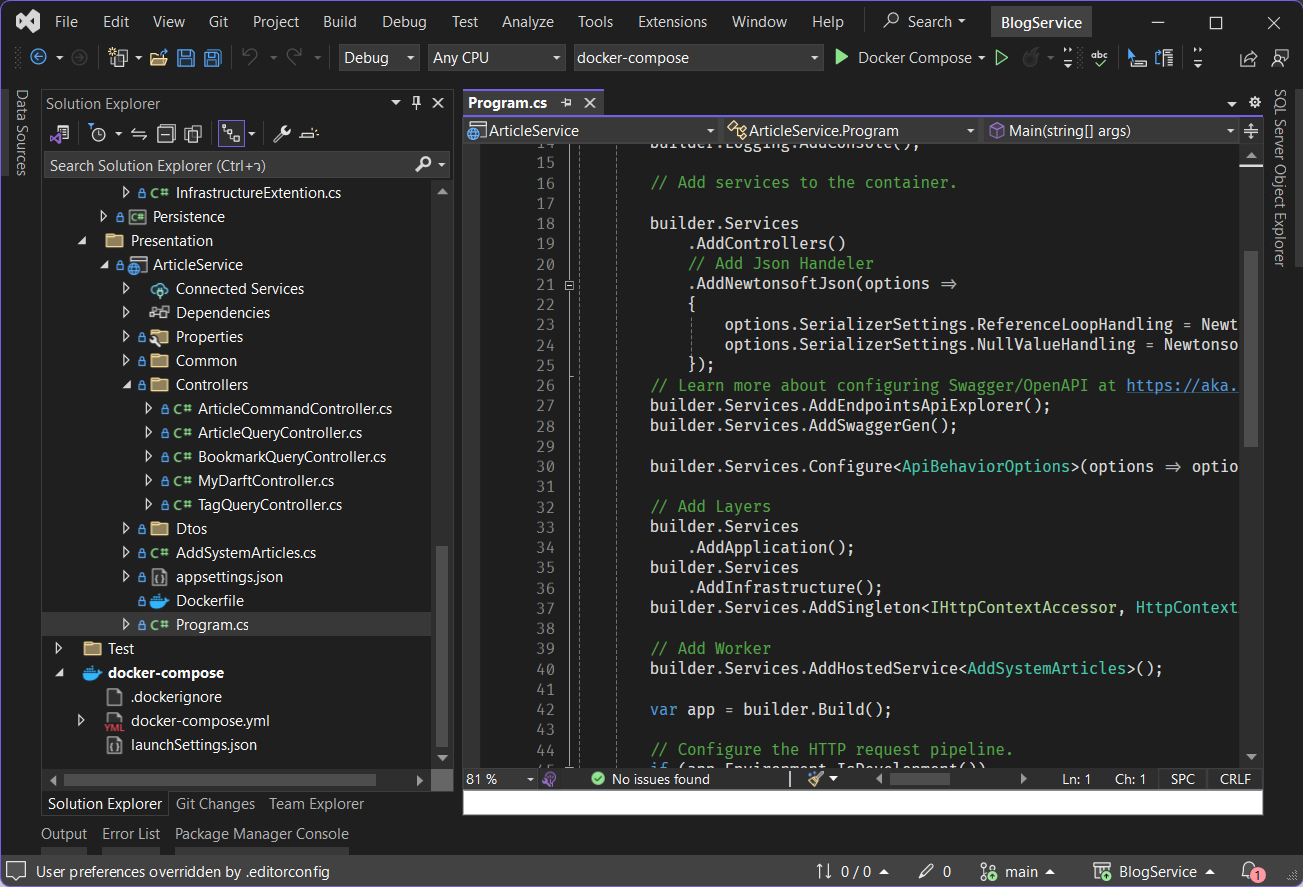 File Edit View Git Project Build Debug Test Analyze Tools Extensions Window Help Search BlogService
Debug Any CPU docker-compose Docker Compose abc
Data Sources
Solution Explorer
Search Solution Explorer (Ctrl+ו)
InfrastructureExtention.cs
C# Persistence
Presentation
ArticleService
Connected Services
Dependencies
Properties
Common
Controllers
C# ArticleCommandController.cs
C# ArticleQueryController.cs
C# BookmarkQueryController.cs
C# MyDarftController.cs
C# TagQueryController.cs
Dtos
C# AddSystemArticles.cs
appsettings.json
Dockerfile
C# Program.cs
Test
docker-compose
.dockerignore
YML docker-compose.yml
launchSettings.json
Solution Explorer Git Changes Team Explorer
Output Error List Package Manager Console
Program.cs
ArticleService ArticleService.Program Main(string[] args)
14 builder.Logging.AddConsole();
15
16 // Add services to the container.
17
18 builder.Services
19 .AddControllers()
20 // Add Json Handeler
21 .AddNewtonsoftJson(options =>
22 {
23 options.SerializerSettings.ReferenceLoopHandling = Newt
24 options.SerializerSettings.NullValueHandling = Newtonso
25 });
26 // Learn more about configuring Swagger/OpenAPI at https://aka.
27 builder.Services.AddEndpointsApiExplorer();
28 builder.Services.AddSwaggerGen();
29
30 builder.Services.Configure<ApiBehaviorOptions>(options => optio
31
32 // Add Layers
33 builder.Services
34 .AddApplication();
35 builder.Services
36 .AddInfrastructure();
37 builder.Services.AddSingleton<IHttpContextAccessor, HttpContext
38
39 // Add Worker
40 builder.Services.AddHostedService<AddSystemArticles>();
41
42 var app = builder.Build();
43
44 // Configure the HTTP request pipeline.
45 if (app.Environment.IsDevelopment())
81 % No issues found Ln: 1 Ch: 1 SPC CRLF
SQL Server Object Explorer
User preferences overridden by .editorconfig 0 / 0 0 main BlogService 1